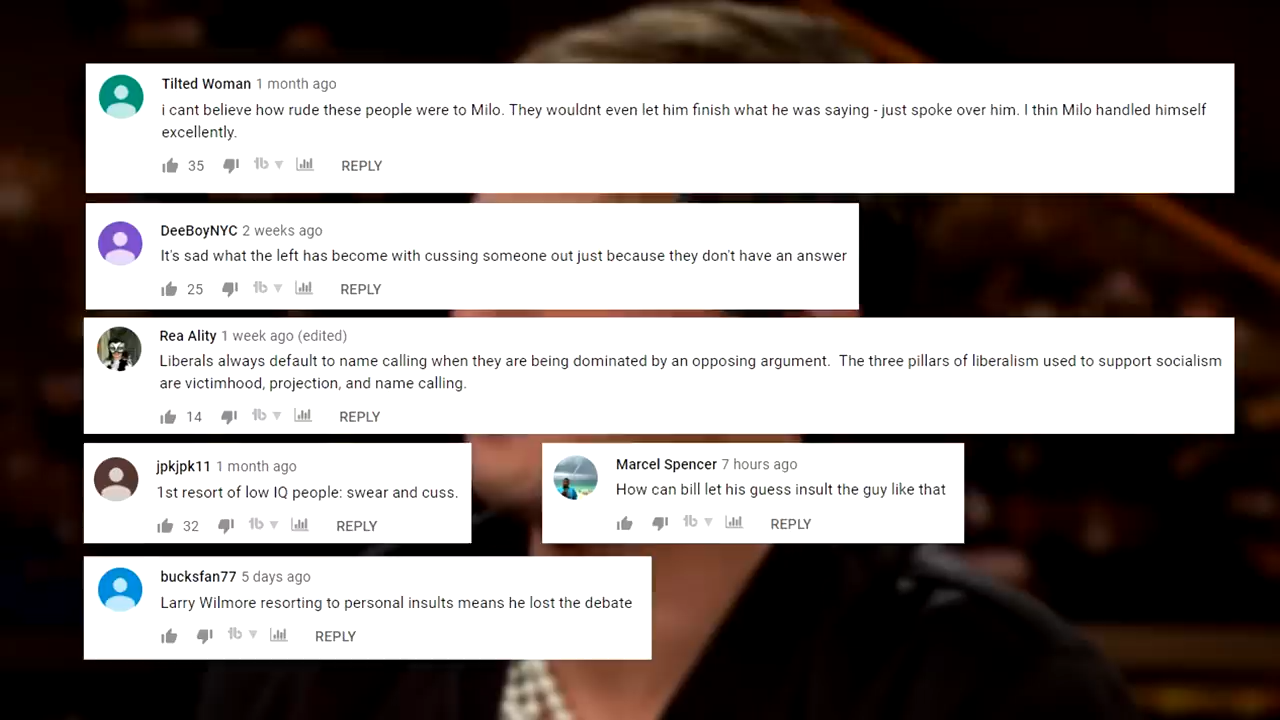 Tilted Woman 1 month ago
i cant believe how rude these people were to Milo. They wouldnt even let him finish what he was saying - just spoke over him. I thin Milo handled himself
excellently.
35 tb REPLY
DeeBoyNYC 2 weeks ago
It's sad what the left has become with cussing someone out just because they don't have an answer
25 tb REPLY
Rea Ality 1 week ago (edited)
Liberals always default to name calling when they are being dominated by an opposing argument.  The three pillars of liberalism used to support socialism
are victimhood, projection, and name calling.
14 tb REPLY
jpkjpk11 1 month ago
1st resort of low IQ people: swear and cuss.
32 tb REPLY
Marcel Spencer 7 hours ago
How can bill let his guess insult the guy like that
tb REPLY
bucksfan77 5 days ago
Larry Wilmore resorting to personal insults means he lost the debate
tb REPLY